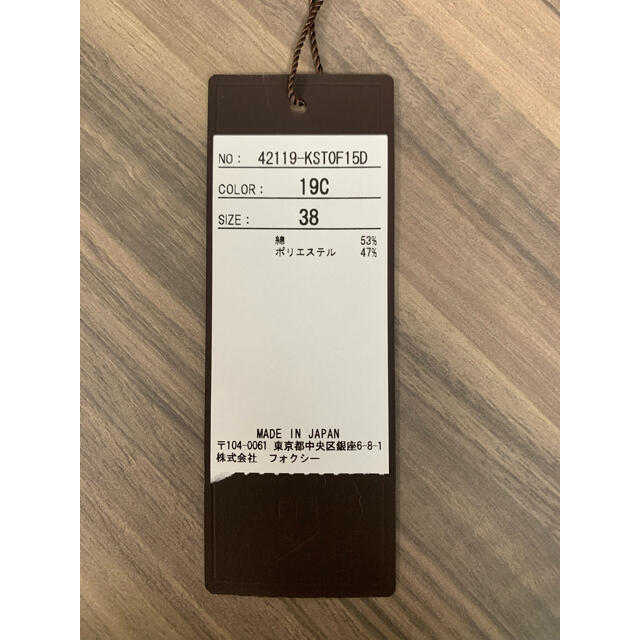 NO: 42119-KST0F15D
COLOR: 19C
SIZE: 38
綿 53%
ポリエステル 47%
MADE IN JAPAN
〒104-0061 東京都中央区銀座6-8-1
株式会社 フォクシー